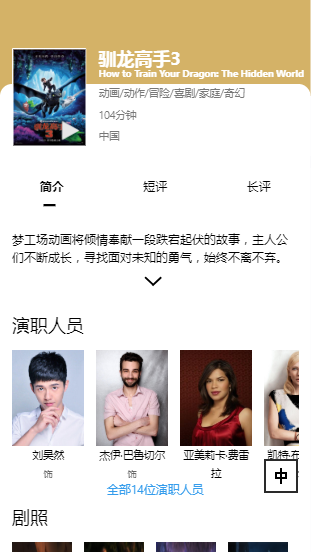 驯龙高手3
How to Train Your Dragon: The Hidden World
动画/动作/冒险/喜剧/家庭/奇幻
104分钟
中国
简介
短评
长评
梦工场动画将倾情奉献一段跌宕起伏的故事，主人公
们不断成长，寻找面对未知的勇气，始终不离不弃。
演职人员
刘昊然
饰
杰伊·巴鲁切尔
饰
亚美莉卡·费雷
拉
凯特·布
中
全部14位演职人员
剧照